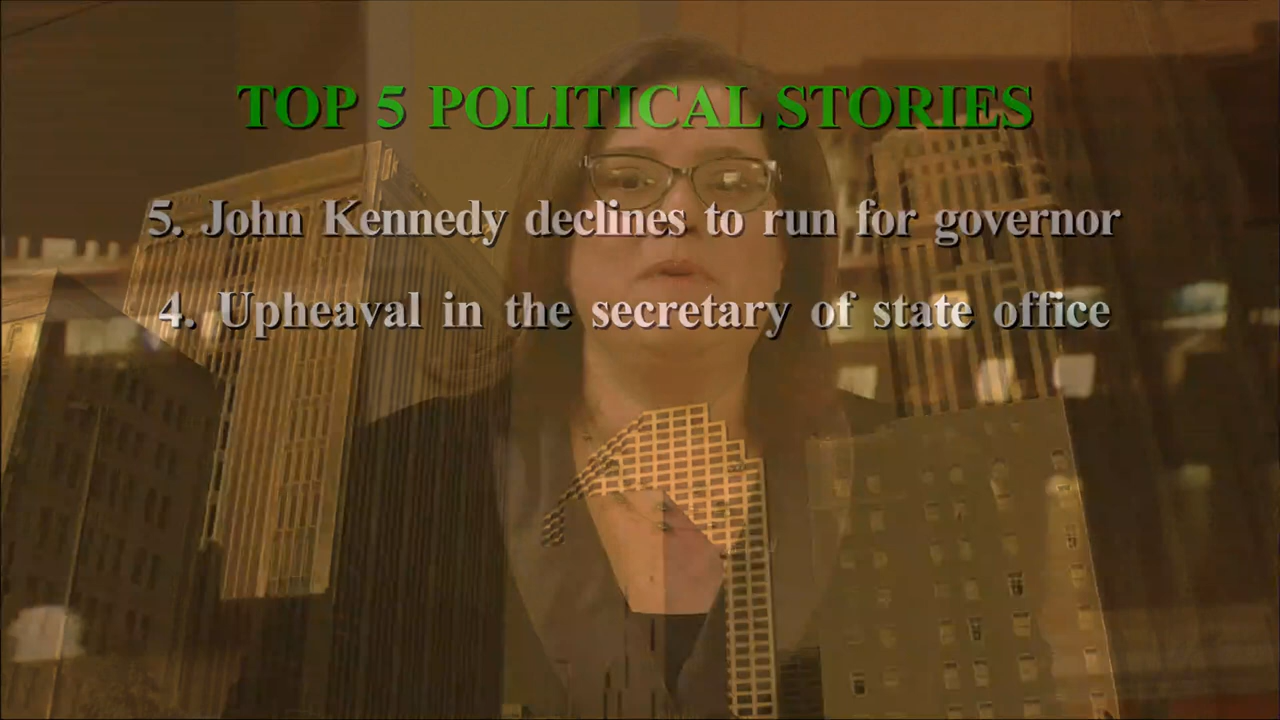 TOP 5 POLITICAL STORIES
5. John Kennedy declines to run for governor
4. Upheaval in the secretary of state office